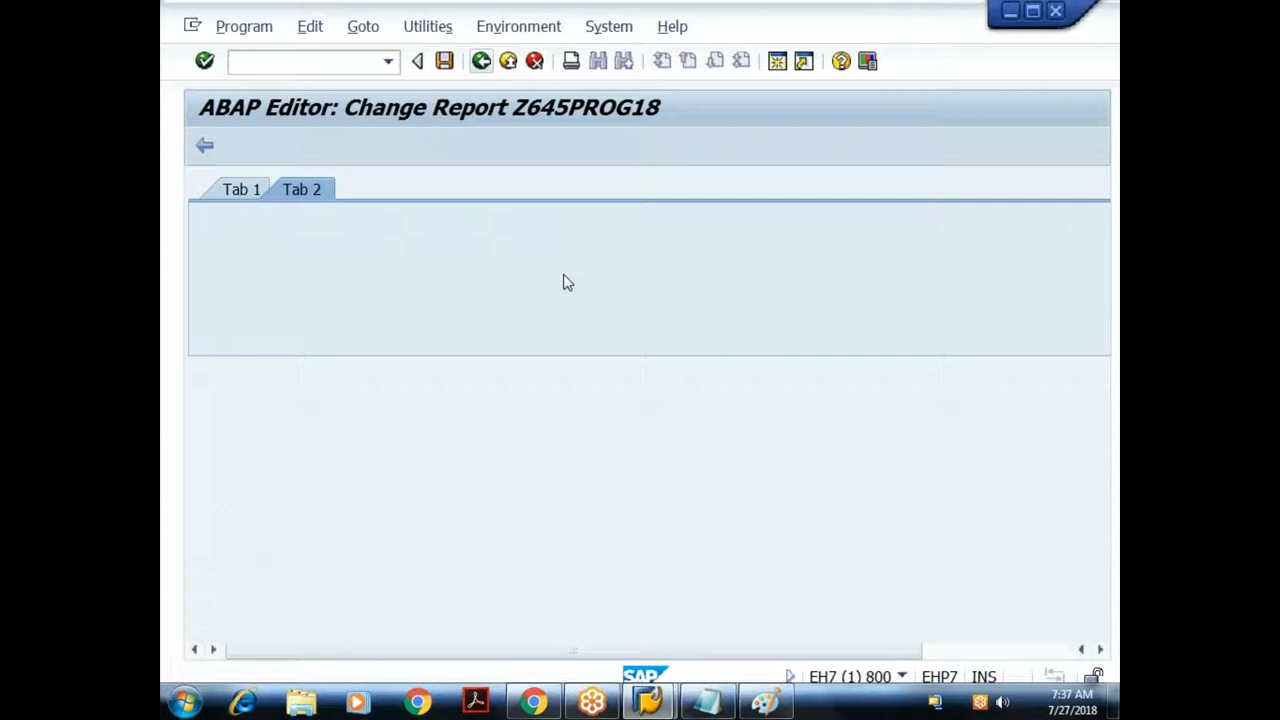 Program Edit Goto Utilities Environment System Help
ABAP Editor: Change Report Z645PROG18
Tab 1 Tab 2
SAP EH7 (1) 800 EHP7 INS
7:37 AM
7/27/2018